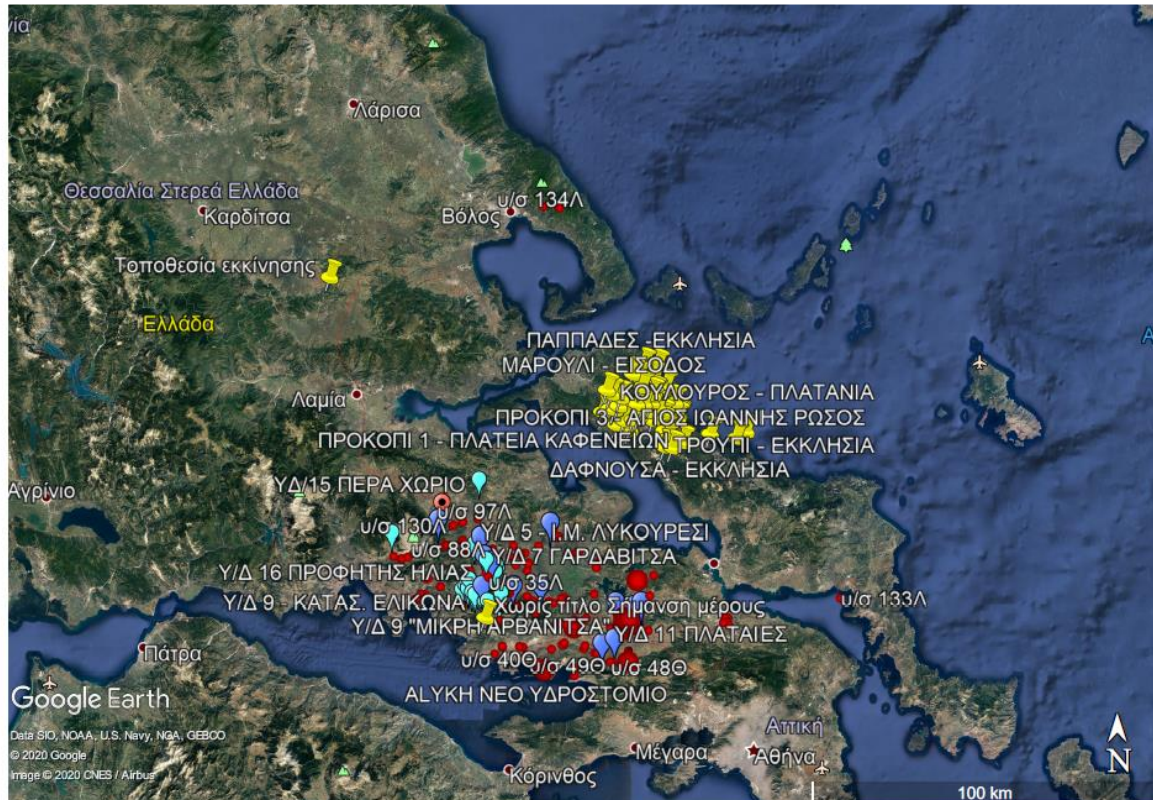 νία
Λάρισα
Θεσσαλία Στερεά Ελλάδα
Καρδίτσα
υ/σ 134Λ
Βόλος
Τοποθεσία εκκίνησης
Ελλάδα
ΠΑΠΠΑΔΕΣ -ΕΚΚΛΗΣΙΑ
ΜΑΡΟΥΛΙ - ΕΙΣΟΔΟΣ
Λαμία
ΚΟΥΛΟΥΡΟΣ - ΠΛΑΤΑΝΙΑ
ΠΡΟΚΟΠΙ 3 - ΑΓΙΟΣ ΙΩΑΝΝΗΣ ΡΩΣΟΣ
ΠΡΟΚΟΠΙ 1 - ΠΛΑΤΕΙΑ ΚΑΦΕΝΕΙΩΝ
ΤΡΟΥΠΙ - ΕΚΚΛΗΣΙΑ
ΔΑΦΝΟΥΣΑ - ΕΚΚΛΗΣΙΑ
ΥΔ/15 ΠΕΡΑ ΧΩΡΙΟ
Αγρίνιο
υ/σ 97Λ
υ/σ 130Λ
Υ/Δ 5 - Ι.Μ. ΛΥΚΟΥΡΕΣΙ
υ/σ 88Λ
Υ/Δ 7 ΓΑΡΔΑΒΙΤΣΑ
Υ/Δ 16 ΠΡΟΦΗΤΗΣ ΗΛΙΑΣ
υ/σ 35Λ
Υ/Δ 9 - ΚΑΤΑΣ. ΕΛΙΚΩΝΑ
Χωρίς τίτλο Σήμανση μέρους
υ/σ 133Λ
Υ/Δ 9 "ΜΙΚΡΗ ΑΡΒΑΝΙΤΣΑ"
Υ/Δ 11 ΠΛΑΤΑΙΕΣ
Πάτρα
υ/σ 40Θ
υ/σ 49Θ
υ/σ 48Θ
ALYKH ΝΕΟ ΥΔΡΟΣΤΟΜΙΟ
Google Earth
Αττική
Data SIO, NOAA, U.S. Navy, NGA, GEBCO
Μέγαρα
Αθήνα
© 2020 Google
N
Image © 2020 CNES / Airbus
Κόρινθος
100 km